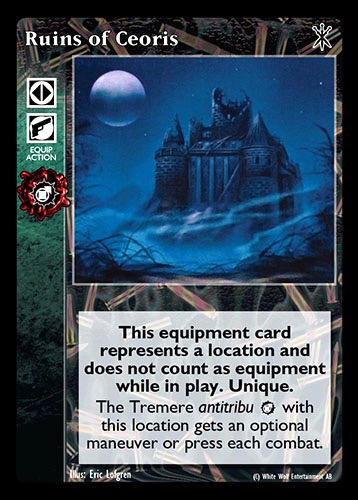 Ruins of Ceoris
EQUIP
ACTION
This equipment card
represents a location and
does not count as equipment
while in play. Unique.
The Tremere antitribu with
this location gets an optional
maneuver or press each combat.
Illus: Eric Lofgren
(C) White Wolf Entertainment AB